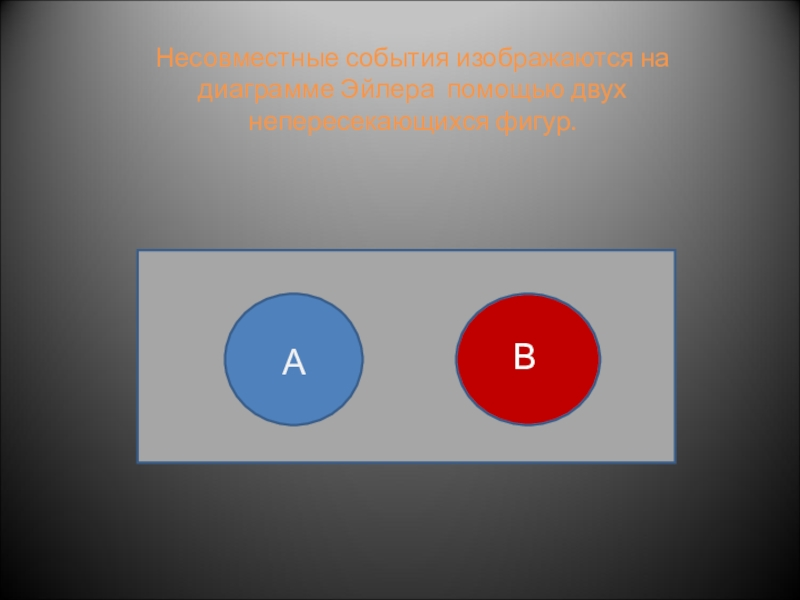 Несовместные события изображаются на
диаграмме Эйлера помощью двух
непересекающихся фигур.
А В